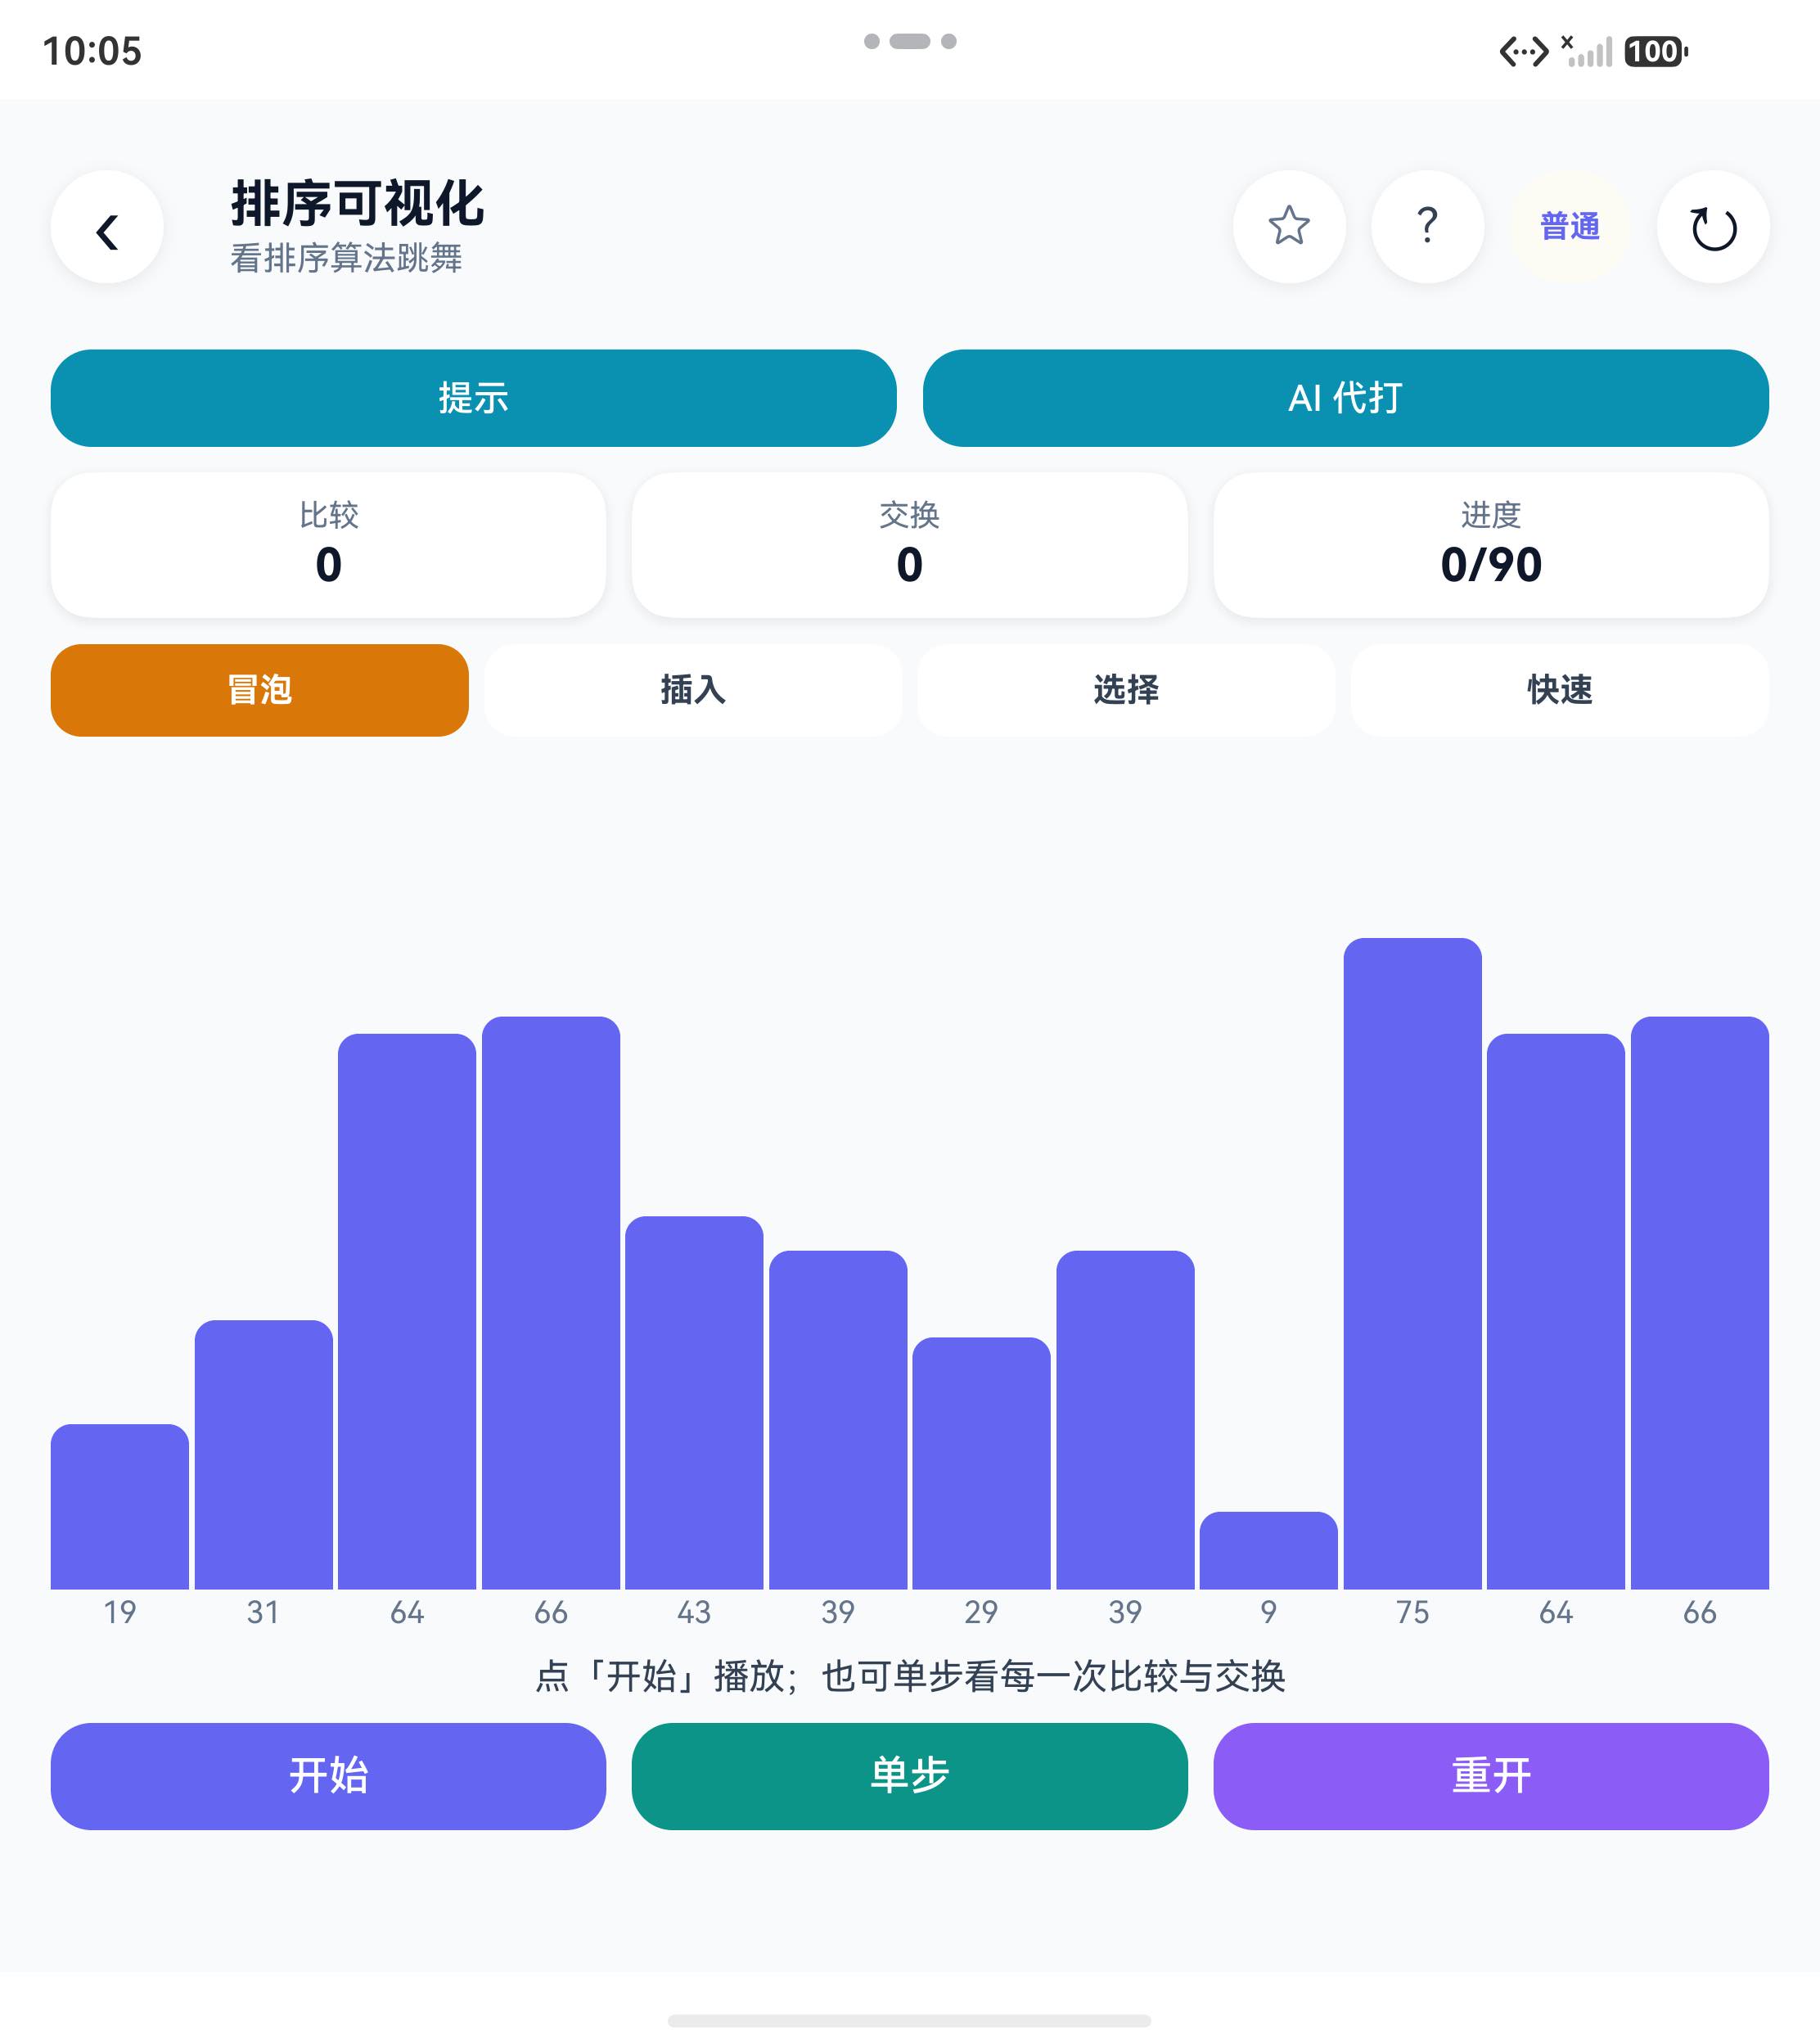 10:05
100
排序可视化
看排序算法跳舞
?
普通
提示
AI 代打
比较
0
交换
0
进度
0/90
冒泡
插入
选择
快速
19 31 64 66 43 39 29 39 9 75 64 66
点「开始」播放；也可单步看每一次比较与交换
开始
单步
重开